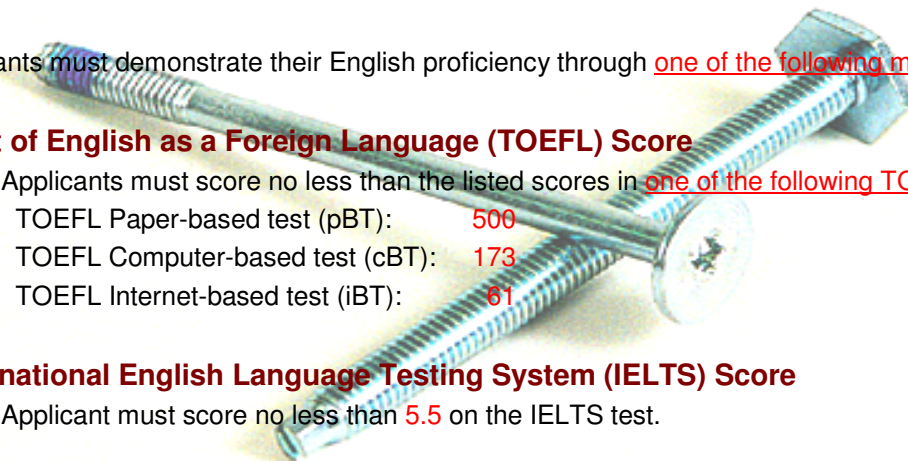 must demonstrate their English proficiency through one of the following
of English as a Foreign Language (TOEFL) Score
Applicants must score no less than the listed scores in one of the following
TOEFL Paper-based test (pBT): 500
TOEFL Computer-based test (cBT): 173
TOEFL Internet-based test (iBT): 61
English Language Testing System (IELTS) Score
Applicant must score no less than 5.5 on the IELTS test.